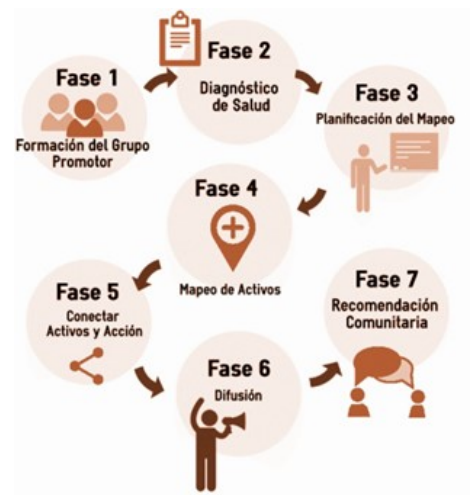 Fase 1
Formación del Grupo
Promotor
Fase 2
Diagnóstico
de Salud
Fase 3
Planificación del Mapeo
Fase 4
Mapeo de Activos
Fase 5
Conectar
Activos y Acción
Fase 6
Difusión
Fase 7
Recomendación
Comunitaria